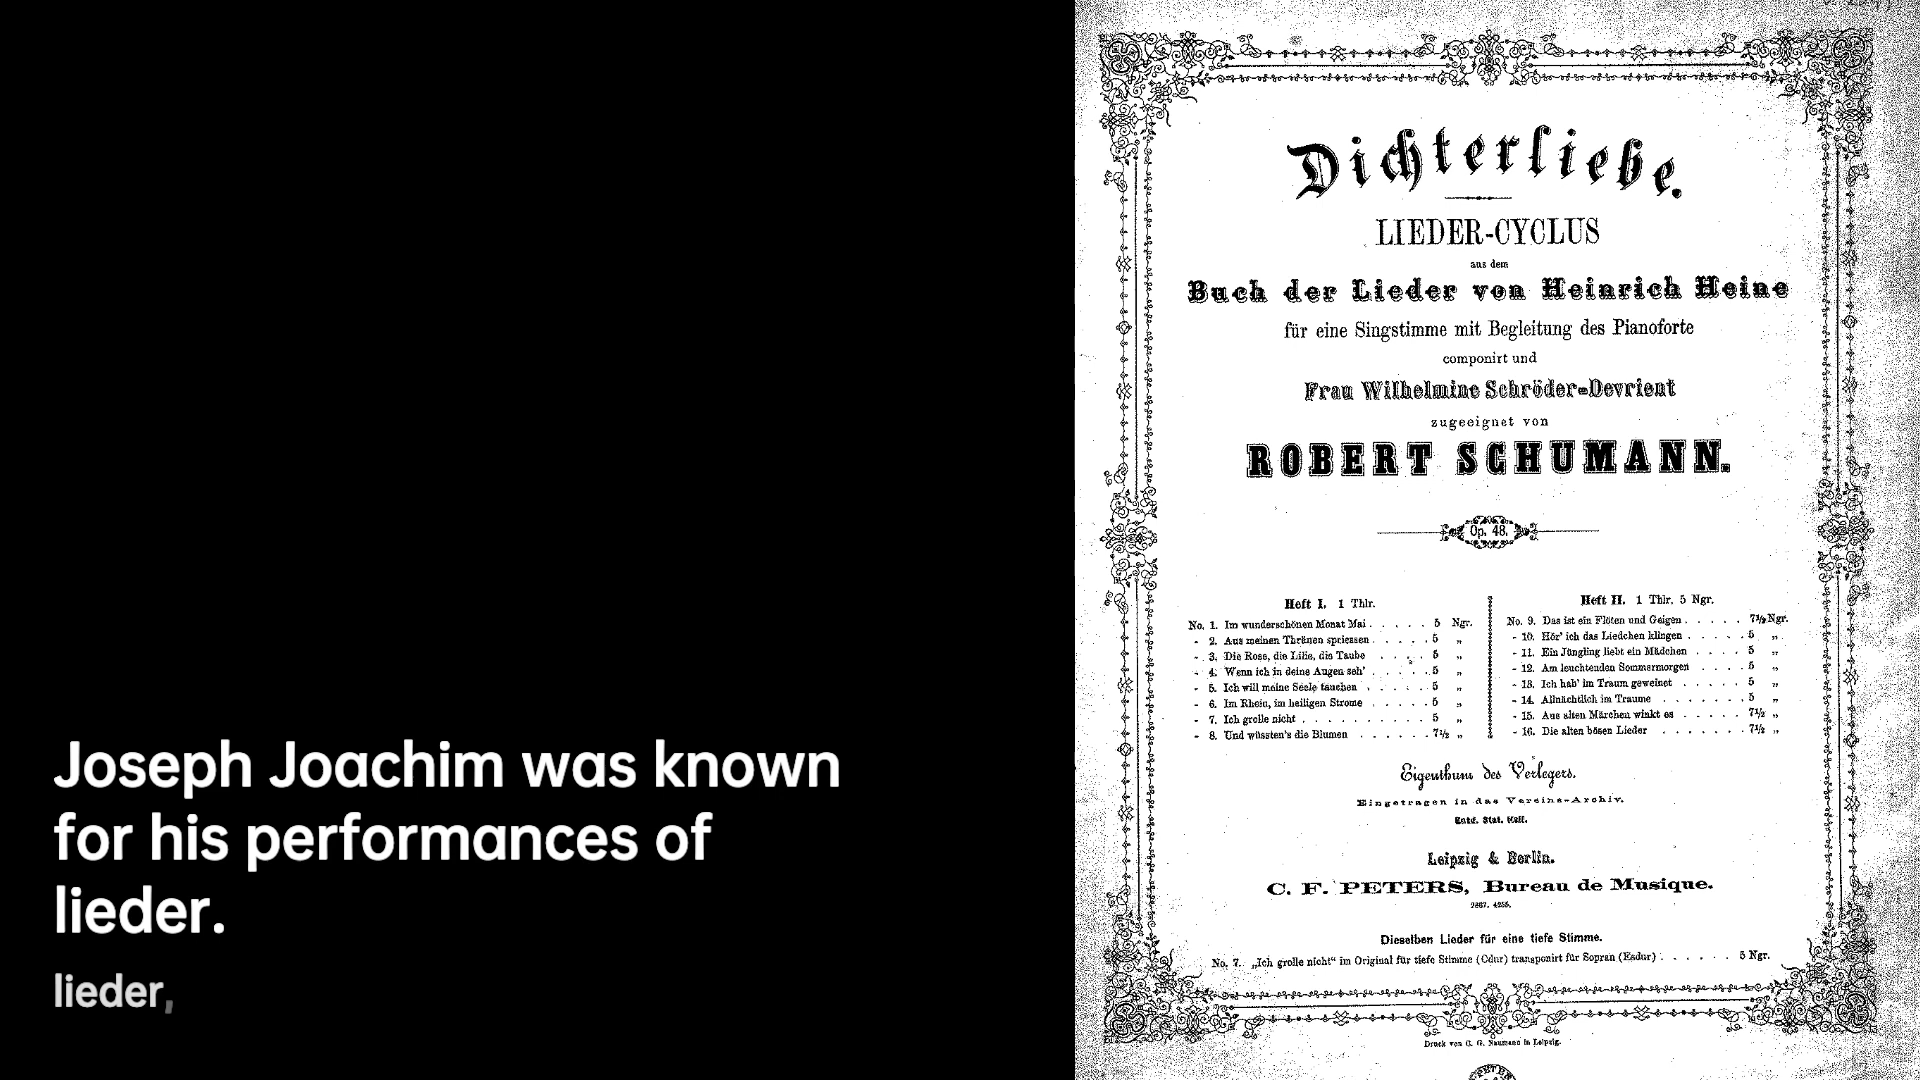 Joseph Joachim was known
for his performances of
lieder.
lieder,
Dichterliebe.
LIEDER-CYCLUS
aus dem
Buch der Lieder von Heinrich Heine
für eine Singstimme mit Begleitung des Pianoforte
componirt und
Frau Wilhelmine Schröder-Devrient
zugeeignet von
ROBERT SCHUMANN.
Op. 48.
Heft I. 1 Thlr.
No. 1. Im wunderschönen Monat Mai . . . . . 5 Ngr.
- 2. Aus meinen Thränen spriessen . . . . . 5 „
- 3. Die Rose, die Lilie, die Taube . . . . 5 „
- 4. Wenn ich in deine Augen seh' . . . . . 5 „
- 5. Ich will meine Seele tauchen . . . . . 5 „
- 6. Im Rhein, im heiligen Strome . . . . . 5 „
- 7. Ich grolle nicht . . . . . . . . . . 5 „
- 8. Und wüssten's die Blumen . . . . . . 7½ „
Heft II. 1 Thlr. 5 Ngr.
No. 9. Das ist ein Flöten und Geigen . . . . . 7½ Ngr.
- 10. Hör' ich das Liedchen klingen . . . . . 5 „
- 11. Ein Jüngling liebt ein Mädchen . . . . . 5 „
- 12. Am leuchtenden Sommermorgen . . . . 5 „
- 13. Ich hab' im Traum geweinet . . . . . . 5 „
- 14. Allnächtlich im Traume . . . . . . . . 5 „
- 15. Aus alten Märchen winkt es . . . . . . 7½ „
- 16. Die alten bösen Lieder . . . . . . . 7½ „
Eigenthum des Verlegers.
Eingetragen in das Vereins-Archiv.
Entd. Stat. Hall.
Leipzig & Berlin.
C. F. PETERS, Bureau de Musique.
Dieselben Lieder für eine tiefe Stimme.
No. 7. „Ich grolle nicht“ im Original für tiefe Stimme (Cdur) transponirt für Sopran (Esdur) . . . . . . 5 Ngr.
Druck von C. G. Naumann in Leipzig.